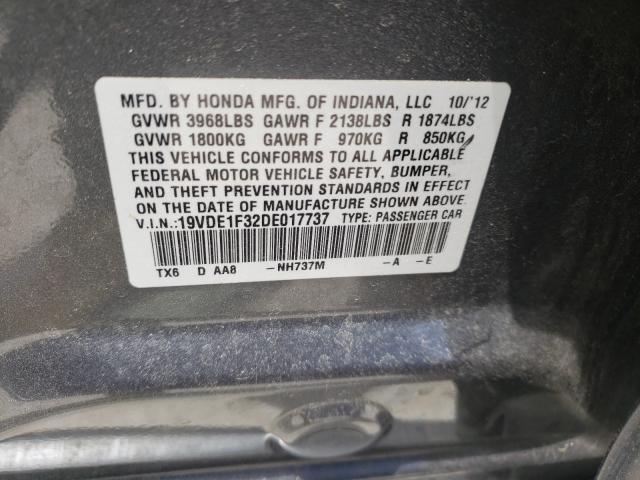 MFD. BY HONDA MFG. OF INDIANA, LLC 10/'12
GVWR 3968LBS GAWR F 2138LBS R 1874LBS
GVWR 1800KG GAWR F 970KG R 850KG
THIS VEHICLE CONFORMS TO ALL APPLICABLE
FEDERAL MOTOR VEHICLE SAFETY, BUMPER,
AND THEFT PREVENTION STANDARDS IN EFFECT
ON THE DATE OF MANUFACTURE SHOWN ABOVE.
V.I.N.:19VDE1F32DE017737 TYPE: PASSENGER CAR
TX6 D AA8 -NH737M -A -E